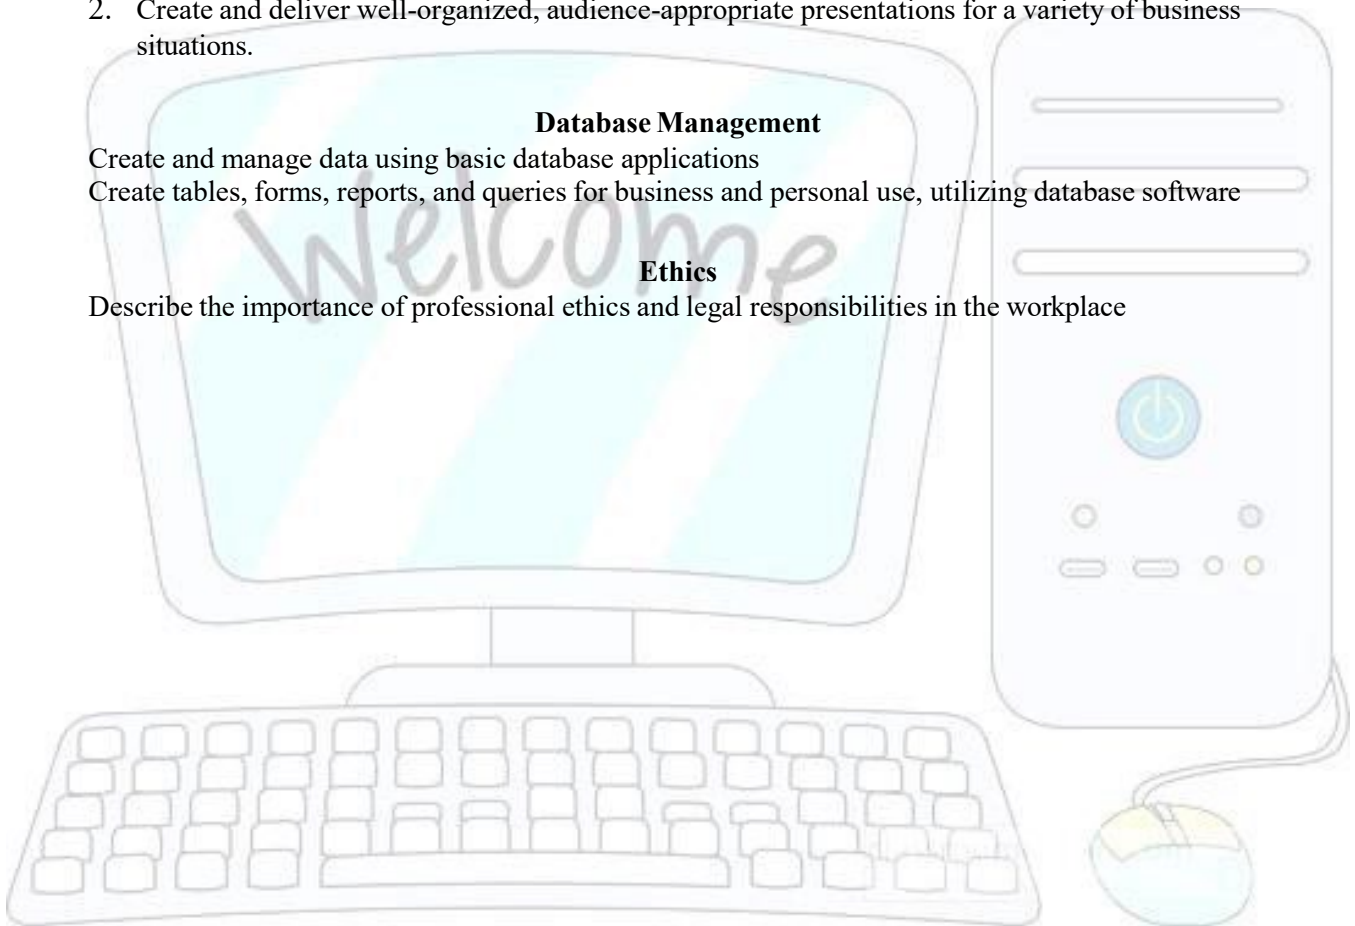 2. Create and deliver well-organized, audience-appropriate presentations for a variety of business
situations.
Database Management
Create and manage data using basic database applications
Create tables, forms, reports, and queries for business and personal use, utilizing database software
Welcome
Ethics
Describe the importance of professional ethics and legal responsibilities in the workplace